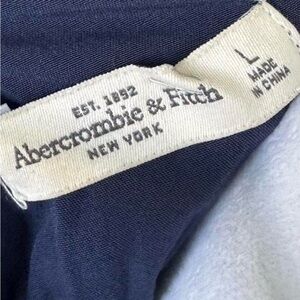 EST. 1892
Abercrombie & Fitch
NEW YORK
L
MADE
IN CHINA